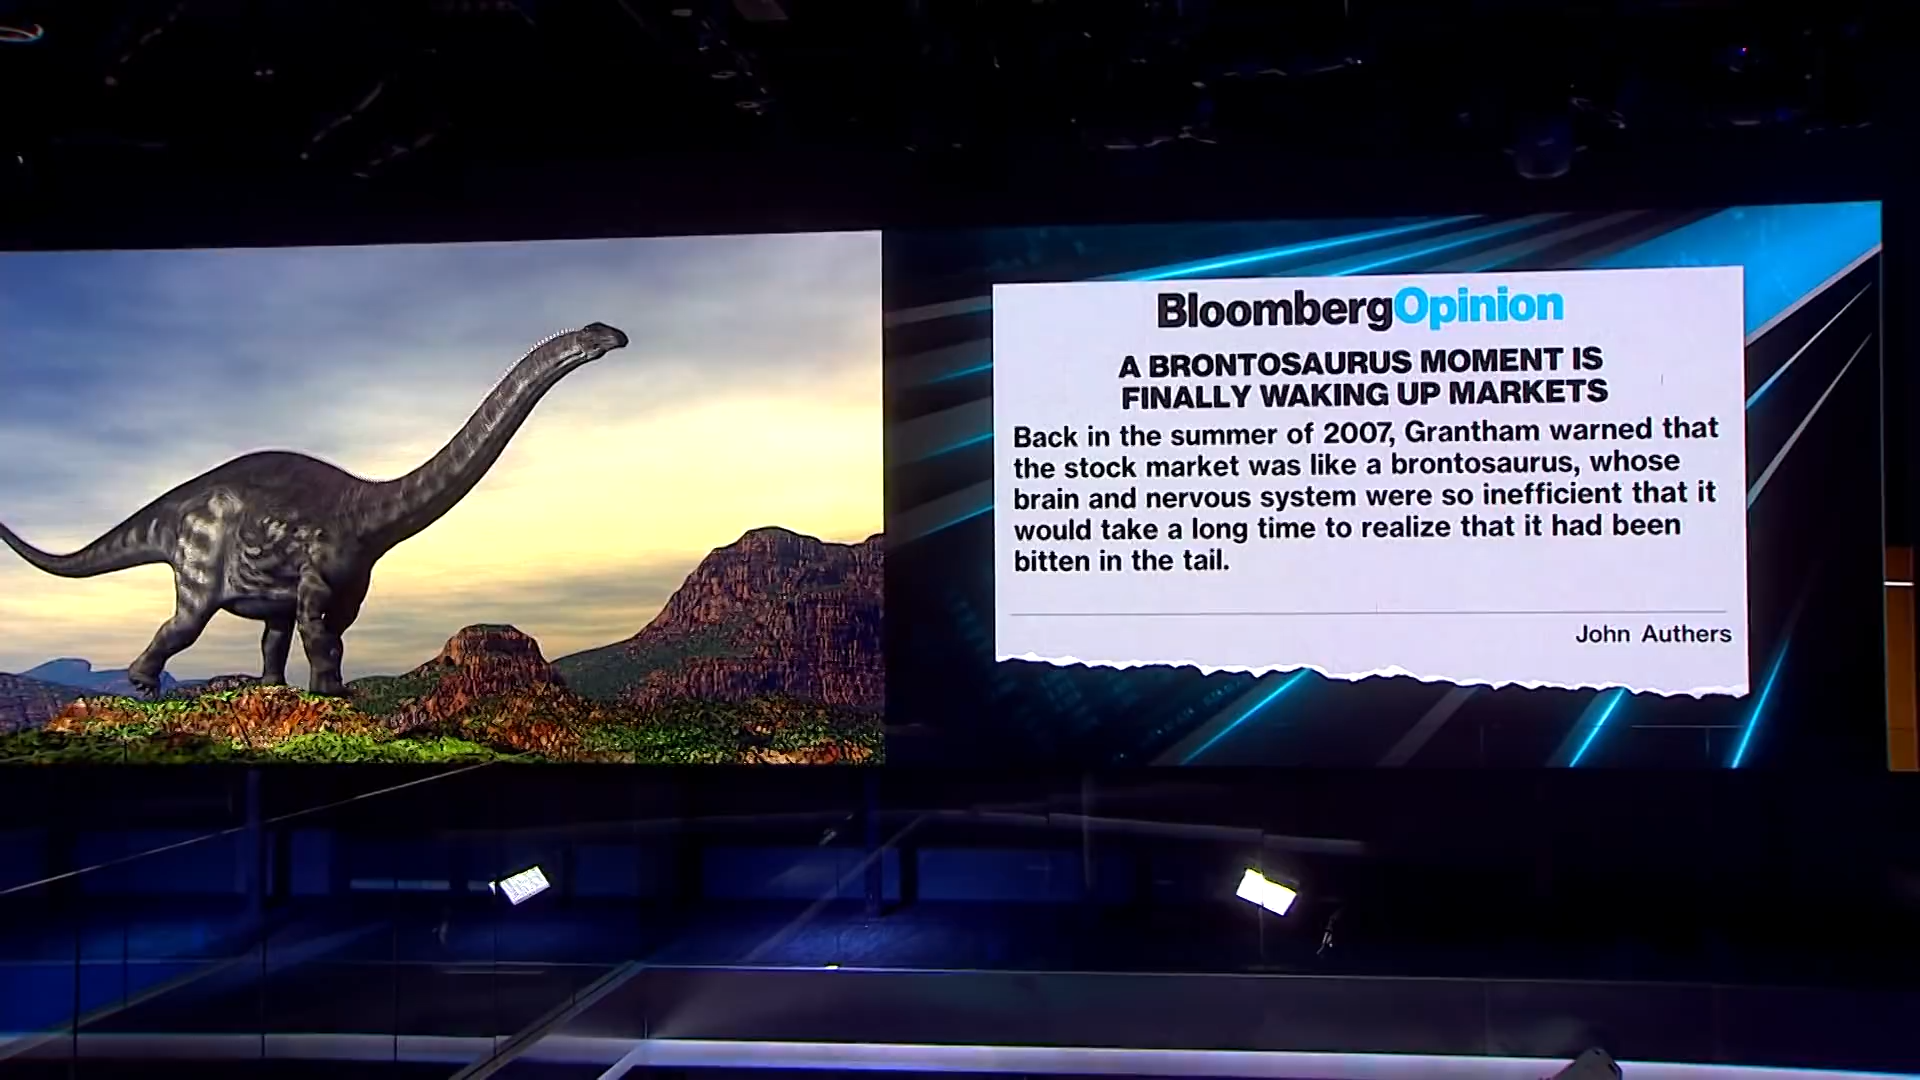 BloombergOpinion
A BRONTOSAURUS MOMENT IS
FINALLY WAKING UP MARKETS
Back in the summer of 2007, Grantham warned that
the stock market was like a brontosaurus, whose
brain and nervous system were so inefficient that it
would take a long time to realize that it had been
bitten in the tail.
John Authers